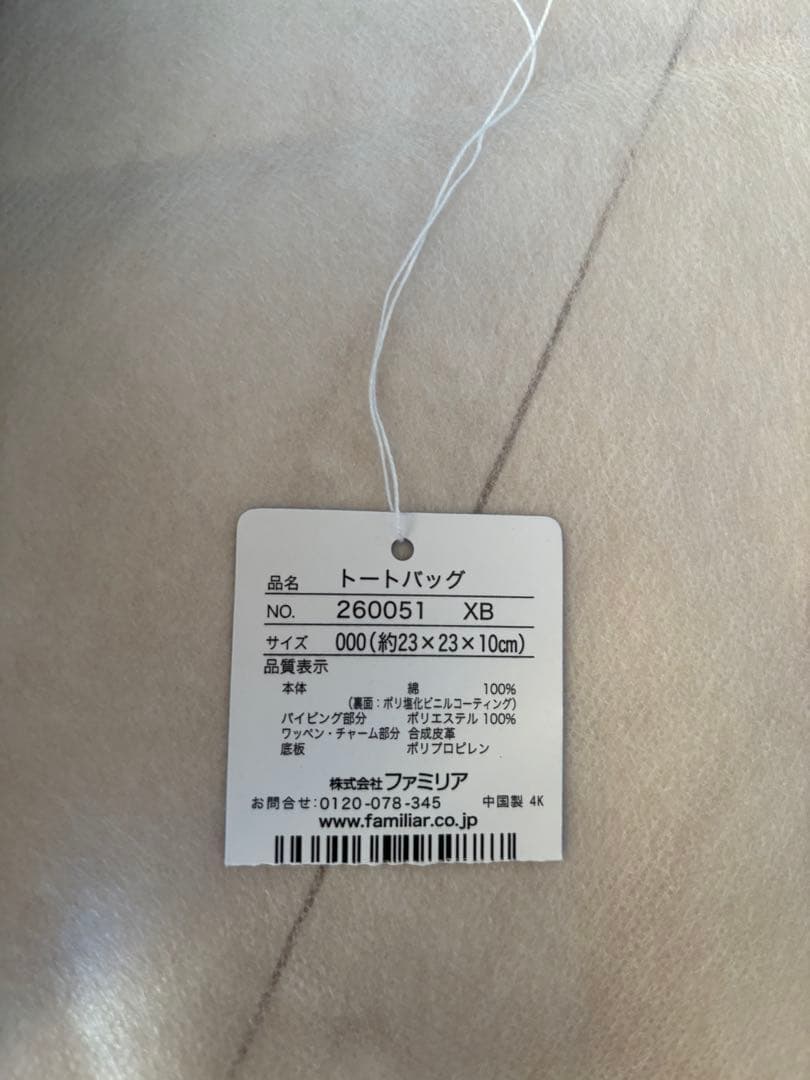 品名 トートバッグ
NO. 260051 XB
サイズ 000(約23×23×10㎝)
品質表示
本体 綿 100%
(裏面:ポリ塩化ビニルコーティング)
パイピング部分 ポリエステル 100%
ワッペン・チャーム部分 合成皮革
底板 ポリプロピレン
株式会社ファミリア
お問合せ:0120-078-345 中国製 4K
www.familiar.co.jp